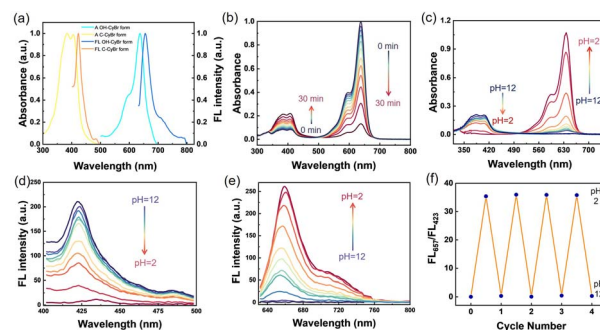 (a)
A OH-CyBr form
A C-CyBr form
FL OH-CyBr form
FL C-CyBr form
Absorbance (a.u.)
FL intensity (a.u.)
1.0
0.8
0.6
0.4
0.2
0.0
1.0
0.8
0.6
0.4
0.2
0.0
300 400 500 600 700 800
Wavelength (nm)
(b)
Absorbance
1.0
0.8
0.6
0.4
0.2
0.0
0 min
30 min
30 min
0 min
300 400 500 600 700 800
Wavelength (nm)
(c)
Absorbance
1.2
1.0
0.8
0.6
0.4
0.2
0.0
pH=2
pH=12
pH=12
pH=2
350 420 490 560 630 700
Wavelength (nm)
(d)
FL intensity (a.u.)
250
200
150
100
50
0
pH=12
pH=2
400 425 450 475 500
Wavelength (nm)
(e)
FL intensity (a.u.)
300
250
200
150
100
50
0
pH=2
pH=12
640 680 720 760 800
Wavelength (nm)
(f)
FL657/FL423
40
30
20
10
0
pH
2
12
0 1 2 3 4
Cycle Number